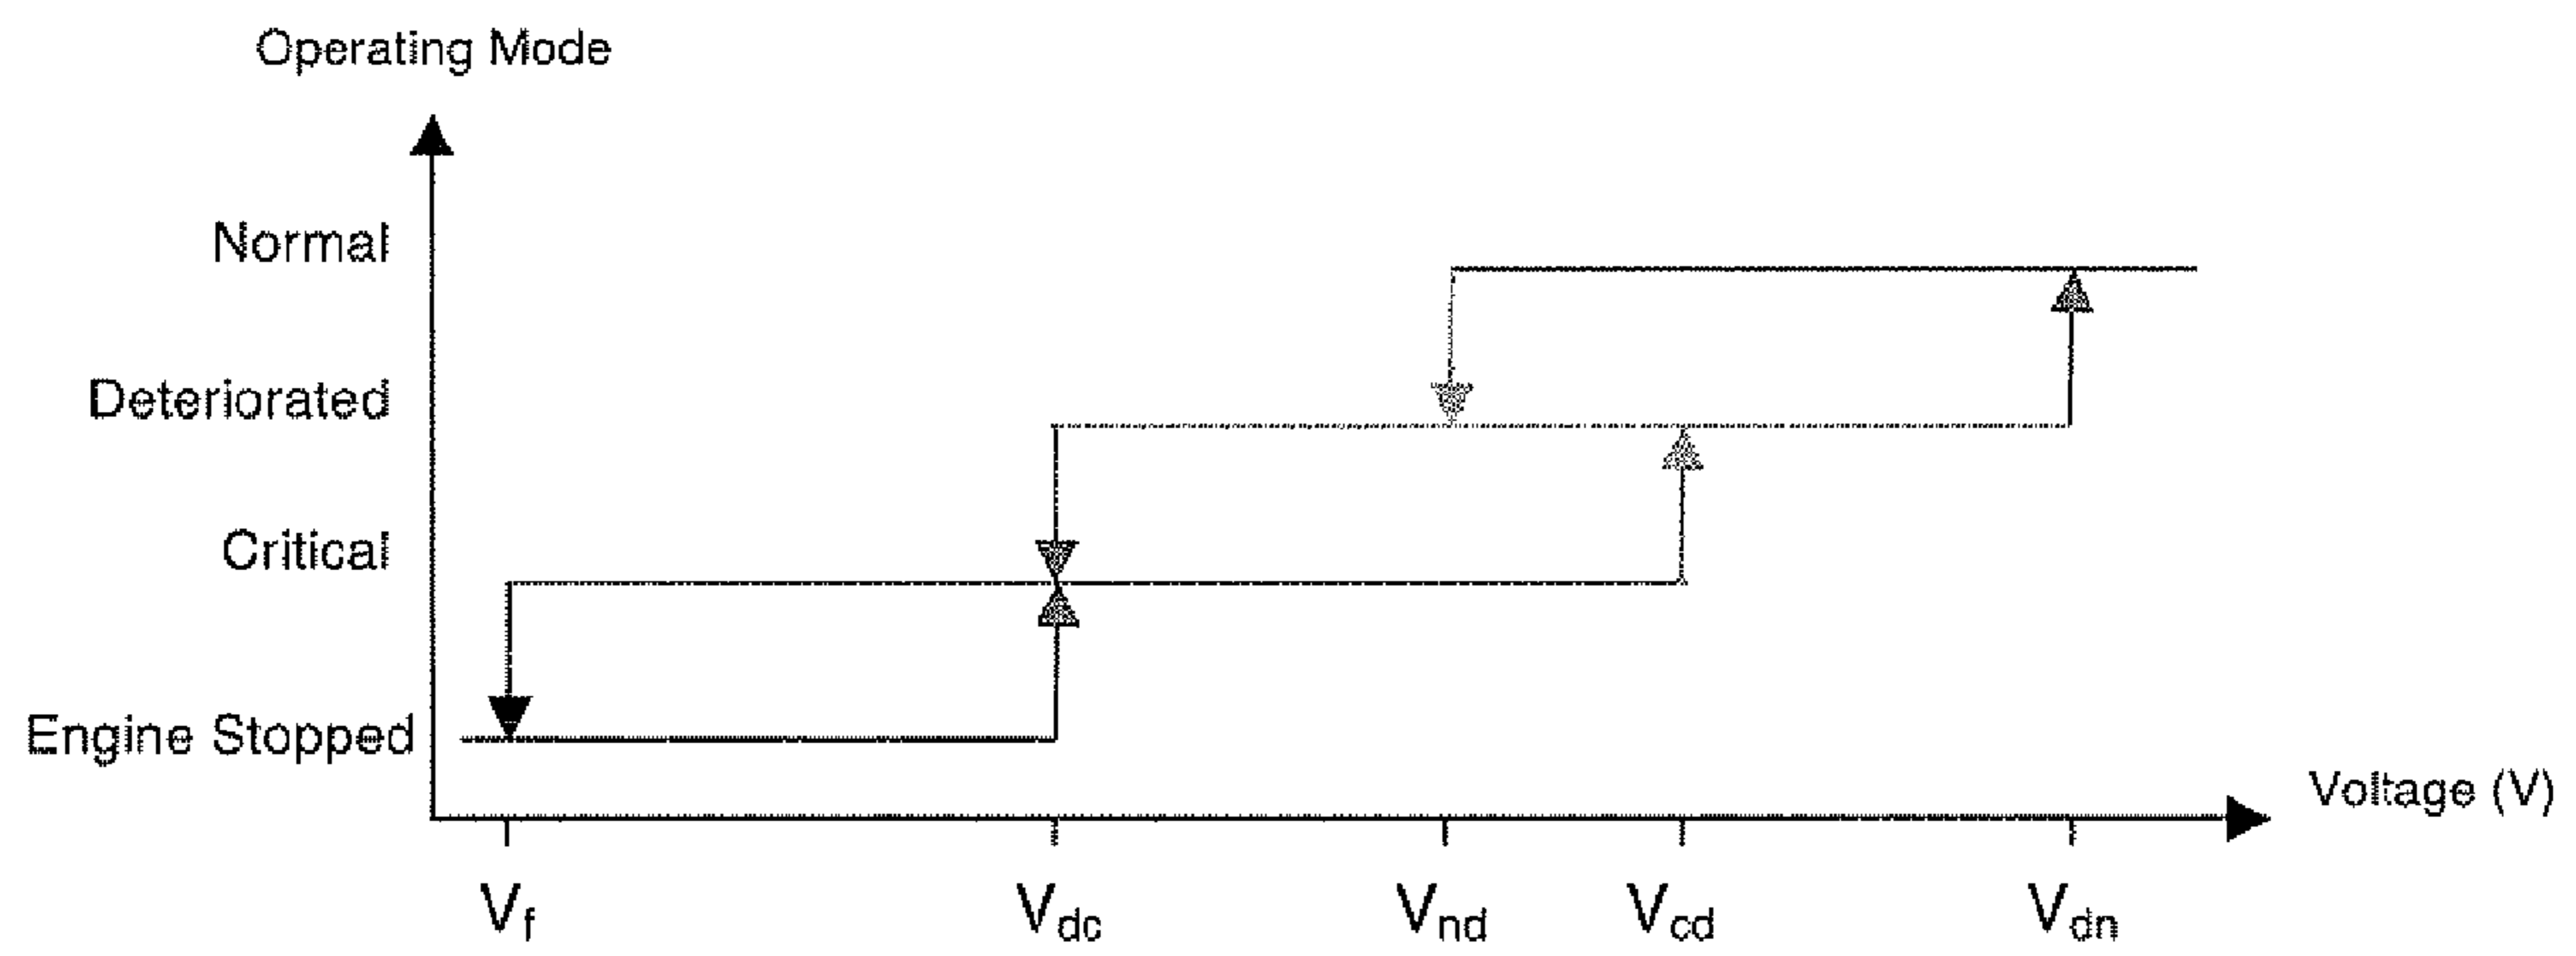 Operating Mode
Normal
Deteriorated
Critical
Engine Stopped
Voltage (V)
Vf Vdc Vnd Vcd Vdn